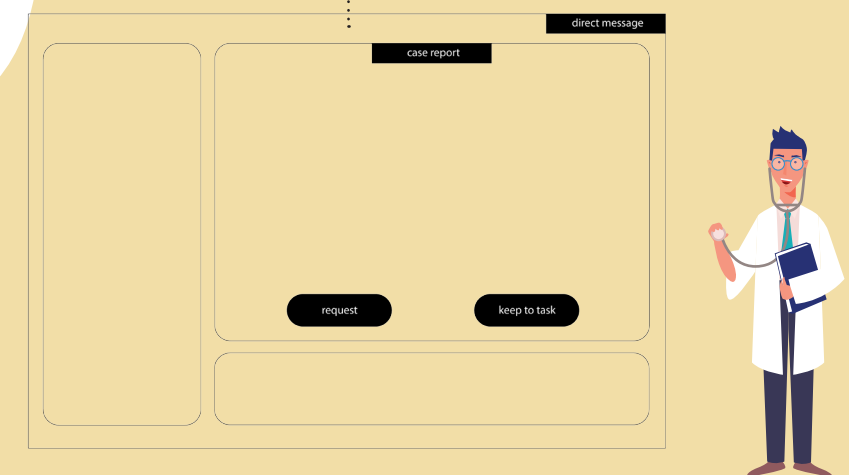 direct message
case report
request
keep to task